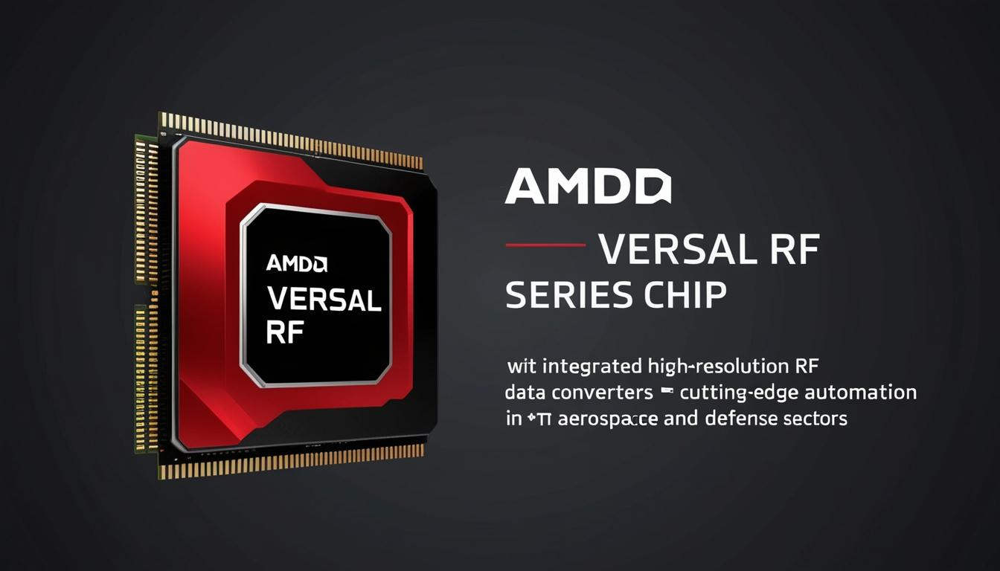 AMDD
VERSAL RF
SERIES CHIP
wit integrated high-resolution RF
data converters cutting-edge automation
in aerospace and defense sectors
AMDD
VERSAL
RF